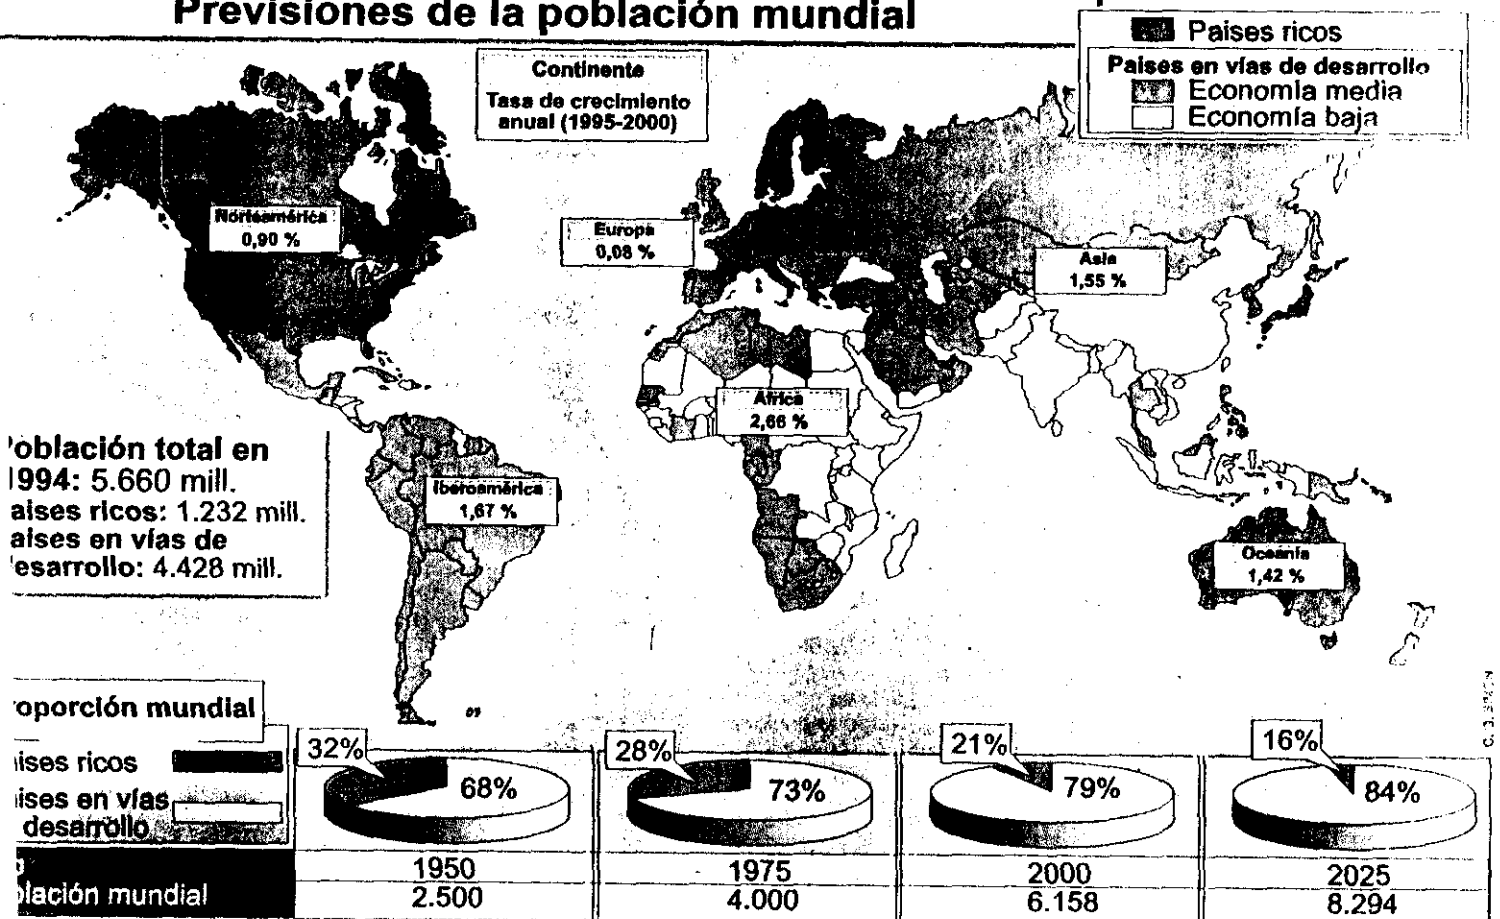 Previsiones de la población mundial
Paises ricos
Paises en vías de desarrollo
Economía media
Economía baja
Continente
Tasa de crecimiento
anual (1995-2000)
Norteamérica
0,90 %
Europa
0,08 %
Asia
1,55 %
Africa
2,66 %
Iberoamérica
1,67 %
Oceanía
1,42 %
oblación total en
1994: 5.660 mill.
aises ricos: 1.232 mill.
aises en vías de
esarrollo: 4.428 mill.
oporción mundial
ises ricos
ises en vías
desarrollo
32%
68%
28%
73%
21%
79%
16%
84%
1950
1975
2000
2025
blación mundial
2.500
4.000
6.158
8.294